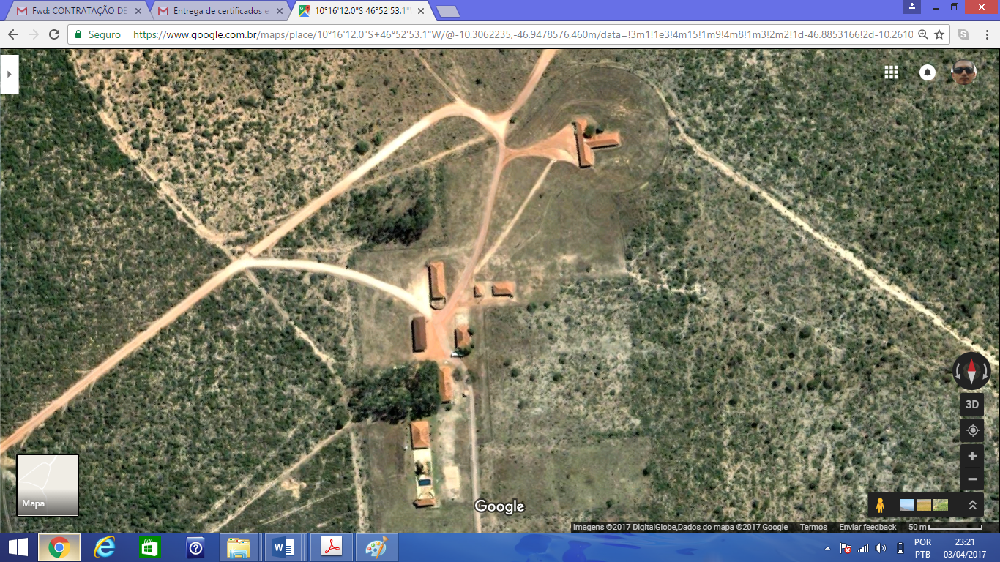 Fwd: CONTRATAÇÃO DE
Entrega de certificados e
10°16'12.0"S 46°52'53.1"
Seguro
https://www.google.com.br/maps/place/10°16'12.0"S+46°52'53.1"W/@-10.3062235,-46.9478576,460m/data=!3m1!1e3!4m15!1m9!4m8!1m3!2m2!1d-46.8853166!2d-10.2610
3D
Mapa
Google
Imagens ©2017 DigitalGlobe,Dados do mapa ©2017 Google Termos Enviar feedback 50 m
POR
PTB
23:21
03/04/2017